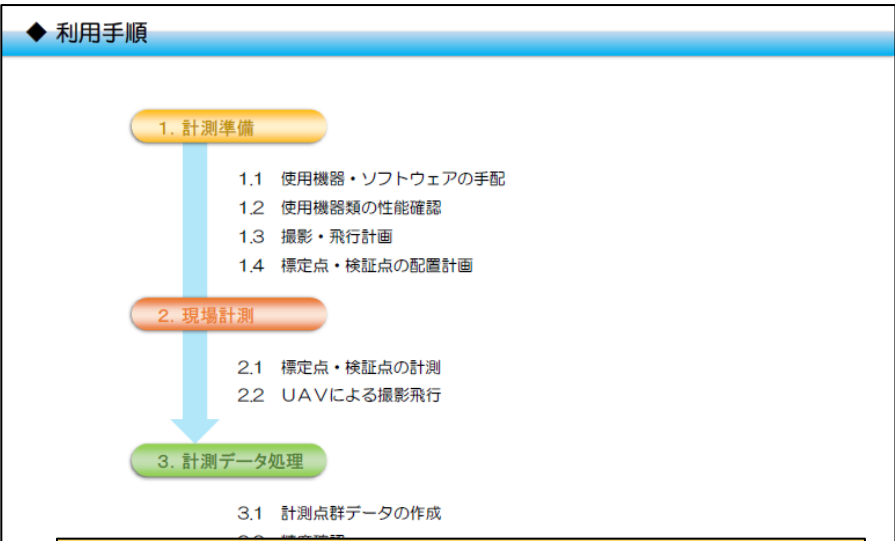 ◆ 利用手順
1. 計測準備
1.1 使用機器・ソフトウェアの手配
1.2 使用機器類の性能確認
1.3 撮影・飛行計画
1.4 標定点・検証点の配置計画
2. 現場計測
2.1 標定点・検証点の計測
2.2 UAVによる撮影飛行
3. 計測データ処理
3.1 計測点群データの作成